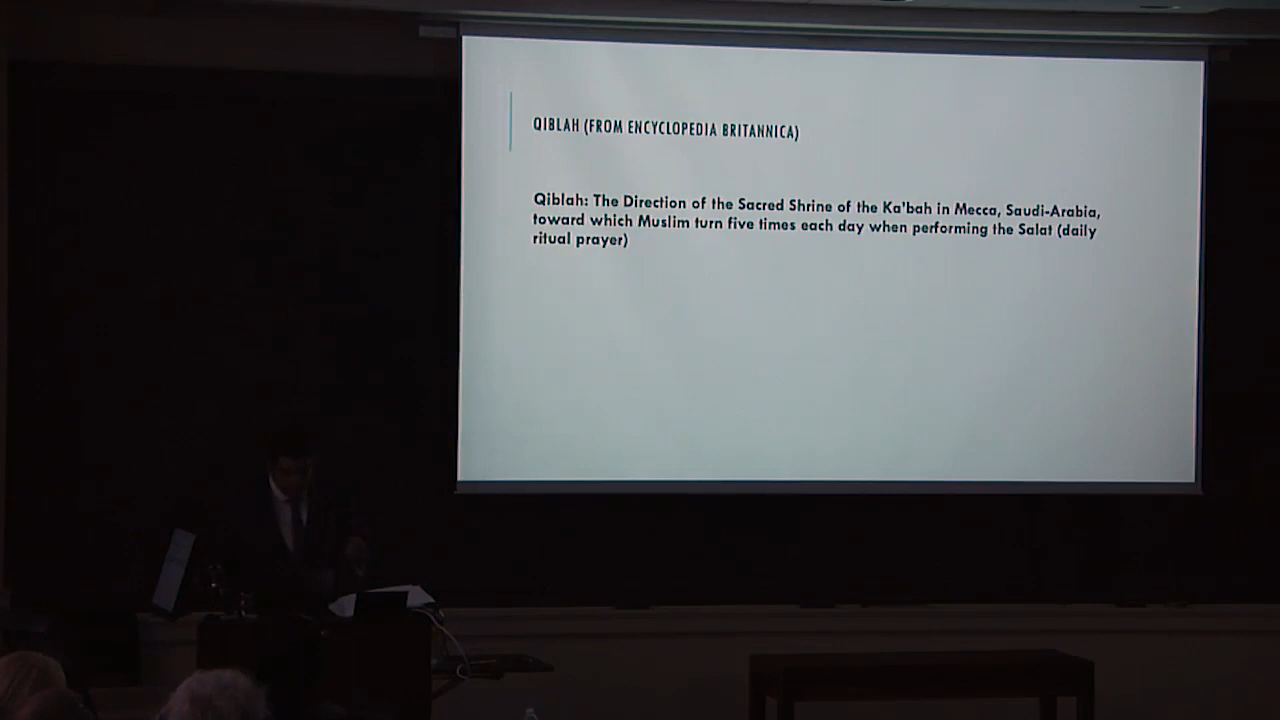 QIBLAH (FROM ENCYCLOPEDIA BRITANNICA)
Qiblah: The Direction of the Sacred Shrine of the Ka'bah in Mecca, Saudi-Arabia,
toward which Muslim turn five times each day when performing the Salat (daily
ritual prayer)